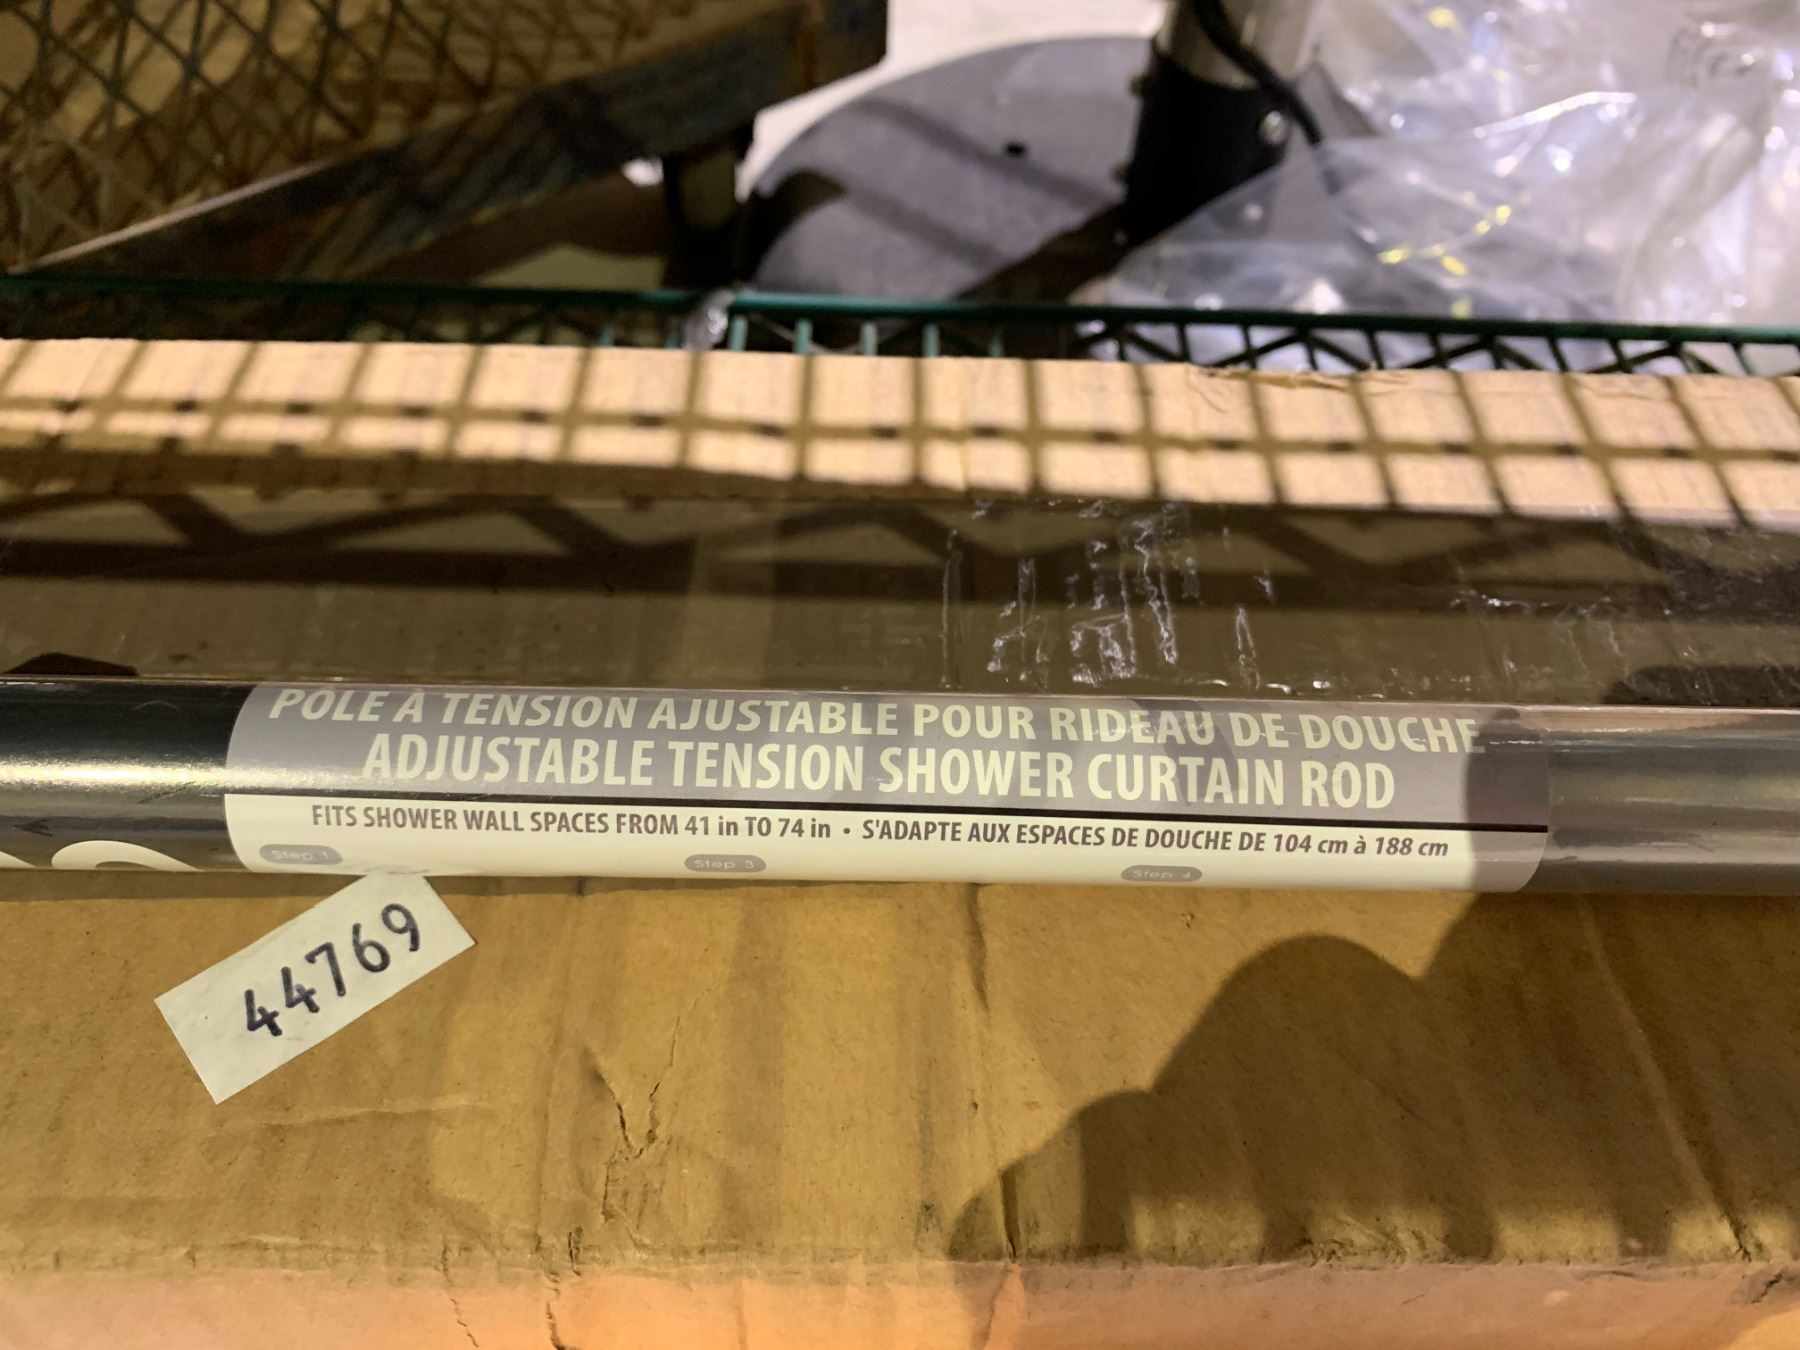 PÔLE À TENSION AJUSTABLE POUR RIDEAU DE DOUCHE
ADJUSTABLE TENSION SHOWER CURTAIN ROD
FITS SHOWER WALL SPACES FROM 41 in TO 74 in • S'ADAPTE AUX ESPACES DE DOUCHE DE 104 cm à 188 cm
Step 1 Step 3 Step 4
44769